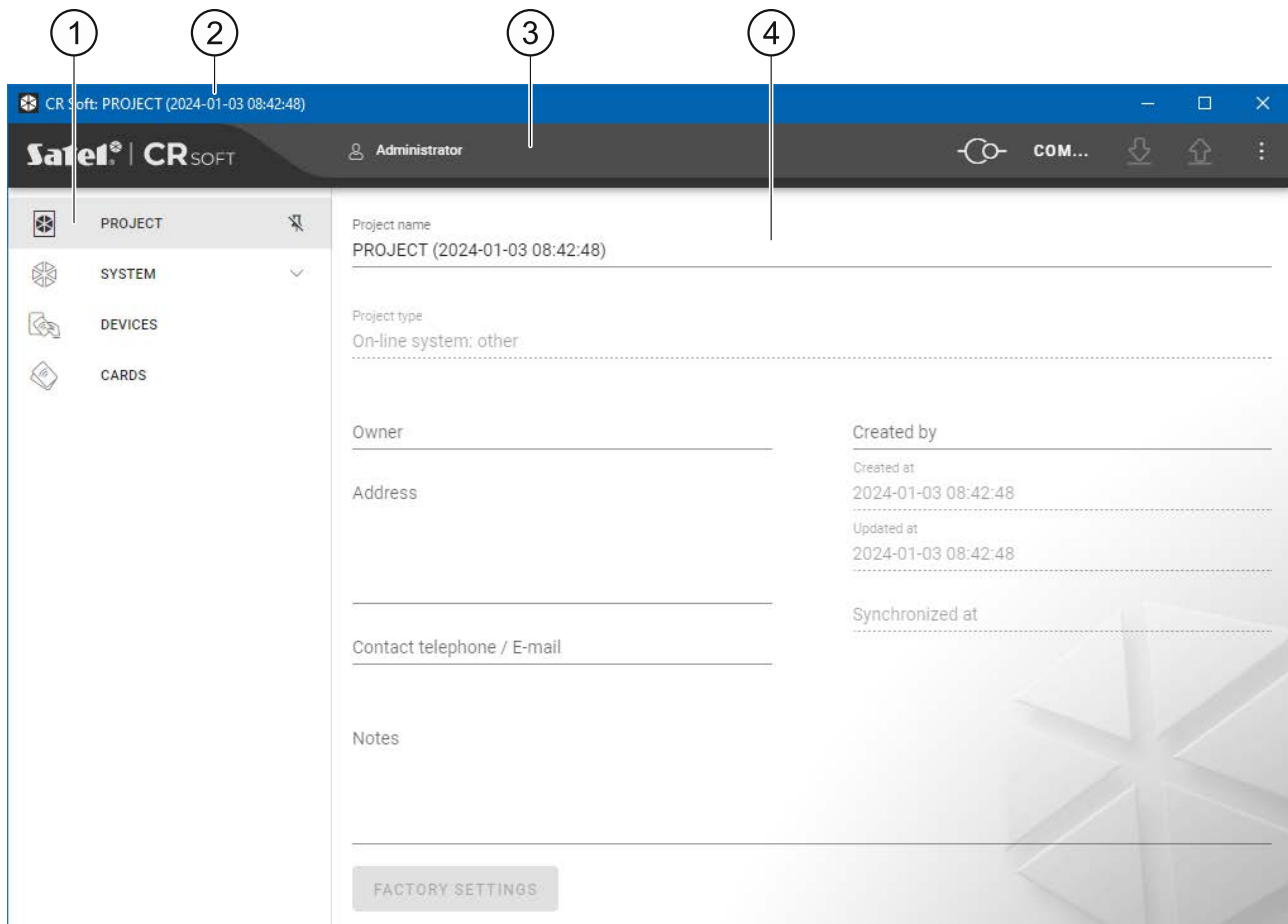 1 2 3 4
CR Soft: PROJECT (2024-01-03 08:42:48)
Satel® | CR SOFT Administrator COM...
PROJECT
SYSTEM
DEVICES
CARDS
Project name
PROJECT (2024-01-03 08:42:48)
Project type
On-line system: other
Owner
Created by
Created at
2024-01-03 08:42:48
Address
Updated at
2024-01-03 08:42:48
Synchronized at
Contact telephone / E-mail
Notes
FACTORY SETTINGS